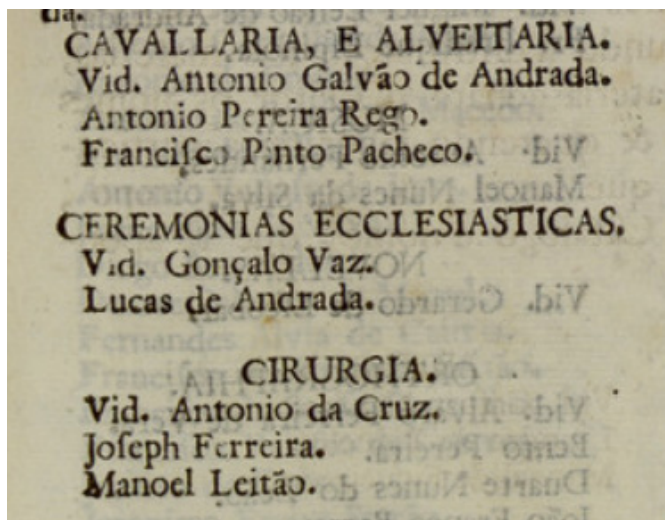 da.
CAVALLARIA, E ALVEITARIA.
Vid. Antonio Galvão de Andrada.
Antonio Pereira Rego.
Franciſco Pinto Pacheco.
CEREMONIAS ECCLESIASTICAS.
Vid. Gonçalo Vaz.
Lucas de Andrada.
CIRURGIA.
Vid. Antonio da Cruz.
Joſeph Ferreira.
Manoel Leitão.